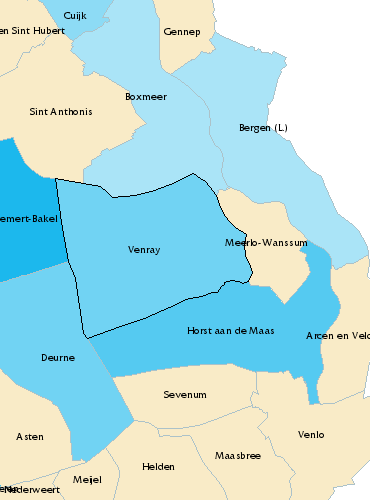 Cuijk
en Sint Hubert
Gennep
Boxmeer
Sint Anthonis
Bergen (L)
emert-Bakel
Meerlo-Wanssum
Venray
Horst aan de Maas
Arcen en Veld
Deurne
Sevenum
Asten
Venlo
Maasbree
Helden
Meijel
Nederweert